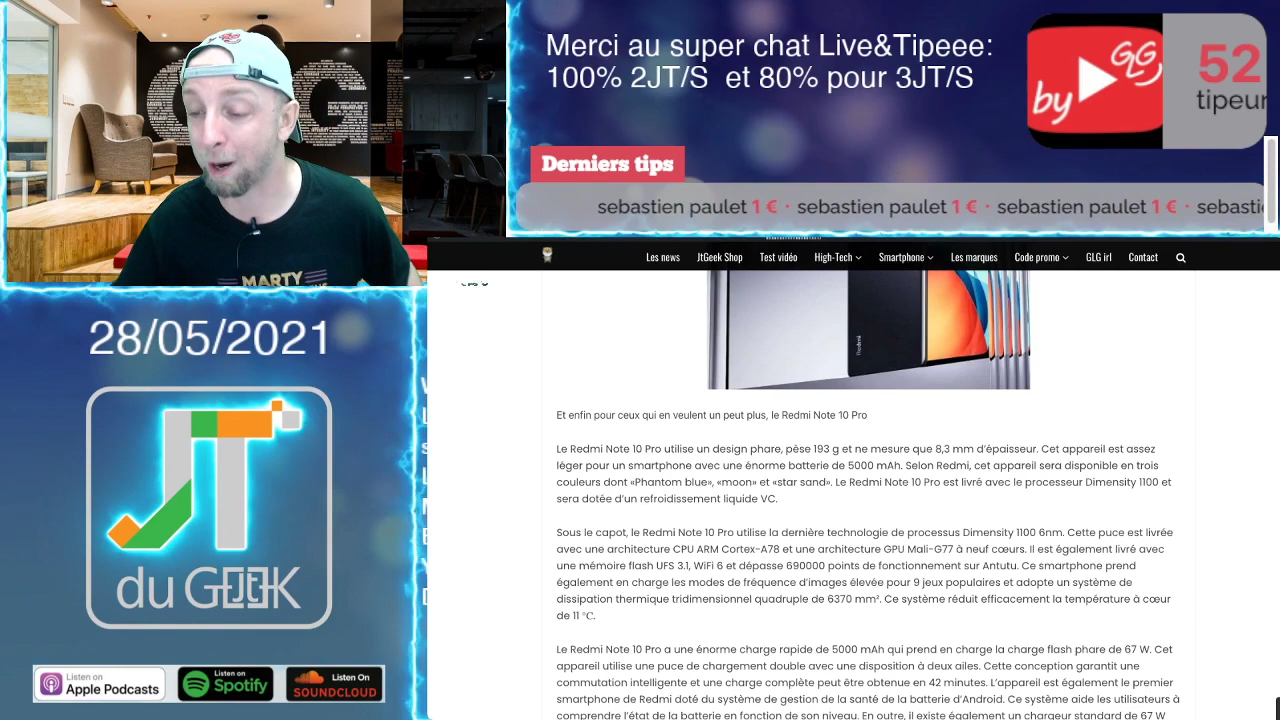 Merci au super chat Live&Tipeee:
100% 2JT/S et 80% pour 3JT/S
by
52
tipeur
Derniers tips
sebastien paulet 1 € · sebastien paulet 1 € · sebastien paulet 1 € · sebasti
MARTY
Les news JtGeek Shop Test vidéo High-Tech Smartphone Les marques Code promo GLG irl Contact
28/05/2021
JT
du GEEK
Listen on
Apple Podcasts
Listen on
Spotify
Listen On
SOUNDCLOUD
Redmi
Et enfin pour ceux qui en veulent un peut plus, le Redmi Note 10 Pro
Le Redmi Note 10 Pro utilise un design phare, pèse 193 g et ne mesure que 8,3 mm d'épaisseur. Cet appareil est assez
léger pour un smartphone avec une énorme batterie de 5000 mAh. Selon Redmi, cet appareil sera disponible en trois
couleurs dont «Phantom blue», «moon» et «star sand». Le Redmi Note 10 Pro est livré avec le processeur Dimensity 1100 et
sera dotée d'un refroidissement liquide VC.
Sous le capot, le Redmi Note 10 Pro utilise la dernière technologie de processus Dimensity 1100 6nm. Cette puce est livrée
avec une architecture CPU ARM Cortex-A78 et une architecture GPU Mali-G77 à neuf cœurs. Il est également livré avec
une mémoire flash UFS 3.1, WiFi 6 et dépasse 690000 points de fonctionnement sur Antutu. Ce smartphone prend
également en charge les modes de fréquence d'images élevée pour 9 jeux populaires et adopte un système de
dissipation thermique tridimensionnel quadruple de 6370 mm². Ce système réduit efficacement la température à cœur
de 11 °C.
Le Redmi Note 10 Pro a une énorme charge rapide de 5000 mAh qui prend en charge la charge flash phare de 67 W. Cet
appareil utilise une puce de chargement double avec une disposition à deux ailes. Cette conception garantit une
commutation intelligente et une charge complète peut être obtenue en 42 minutes. L'appareil est également le premier
smartphone de Redmi doté du système de gestion de la santé de la batterie d'Android. Ce système aide les utilisateurs à
comprendre l'état de la batterie en fonction de son niveau. En outre, il existe également un chargeur standard de 67 W